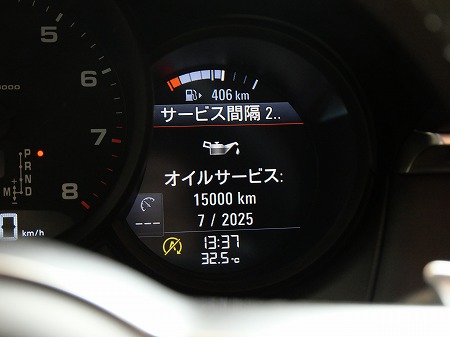 5
6
7
8
000
P
R
N
M D
km/h
406 km
サービス間隔 2..
オイルサービス:
15000 km
7 / 2025
---
13:37
32.5°C